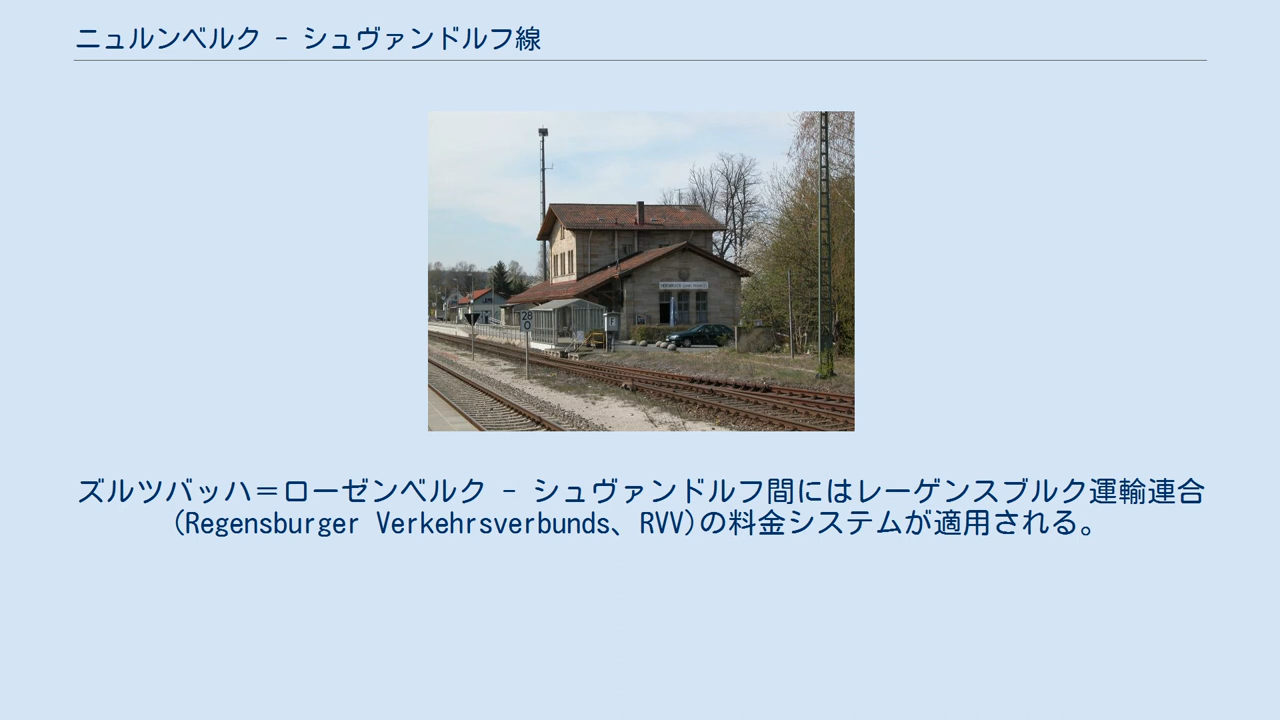 ニュルンベルク - シュヴァンドルフ線
28
0
ズルツバッハ＝ローゼンベルク - シュヴァンドルフ間にはレーゲンスブルク運輸連合
(Regensburger Verkehrsverbunds、RVV)の料金システムが適用される。